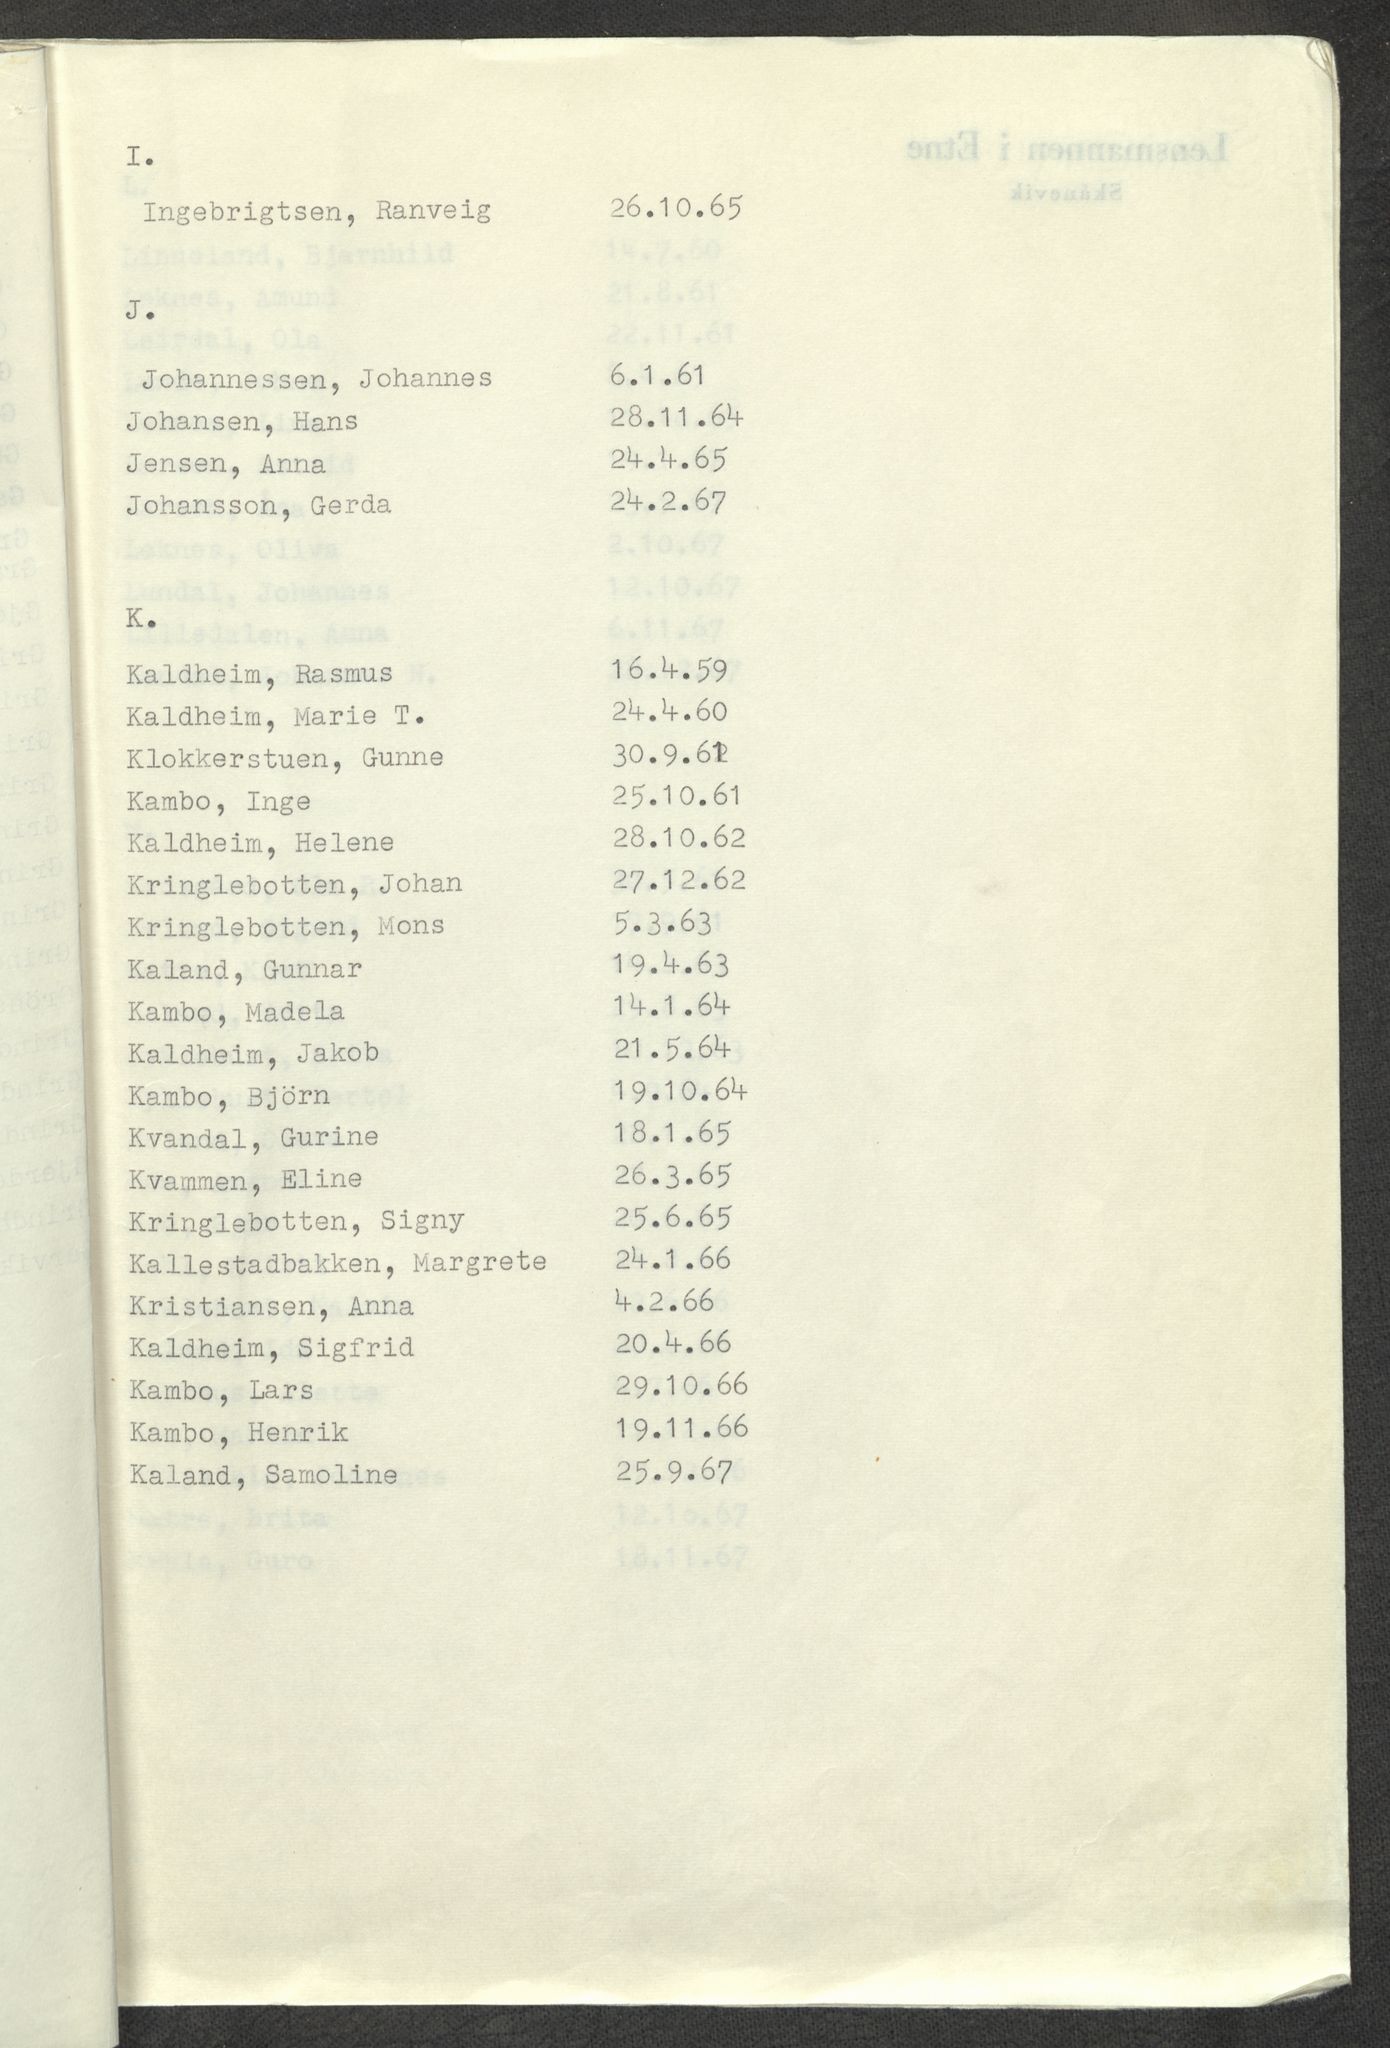 I.
Ingebrigtsen, Ranveig 26.10.65
J.
Johannessen, Johannes 6.1.61
Johansen, Hans 28.11.64
Jensen, Anna 24.4.65
Johansson, Gerda 24.2.67
K.
Kaldheim, Rasmus 16.4.59
Kaldheim, Marie T. 24.4.60
Klokkerstuen, Gunne 30.9.61
Kambo, Inge 25.10.61
Kaldheim, Helene 28.10.62
Kringlebotten, Johan 27.12.62
Kringlebotten, Mons 5.3.63
Kaland, Gunnar 19.4.63
Kambo, Madela 14.1.64
Kaldheim, Jakob 21.5.64
Kambo, Björn 19.10.64
Kvandal, Gurine 18.1.65
Kvammen, Eline 26.3.65
Kringlebotten, Signy 25.6.65
Kallestadbakken, Margrete 24.1.66
Kristiansen, Anna 4.2.66
Kaldheim, Sigfrid 20.4.66
Kambo, Lars 29.10.66
Kambo, Henrik 19.11.66
Kaland, Samoline 25.9.67